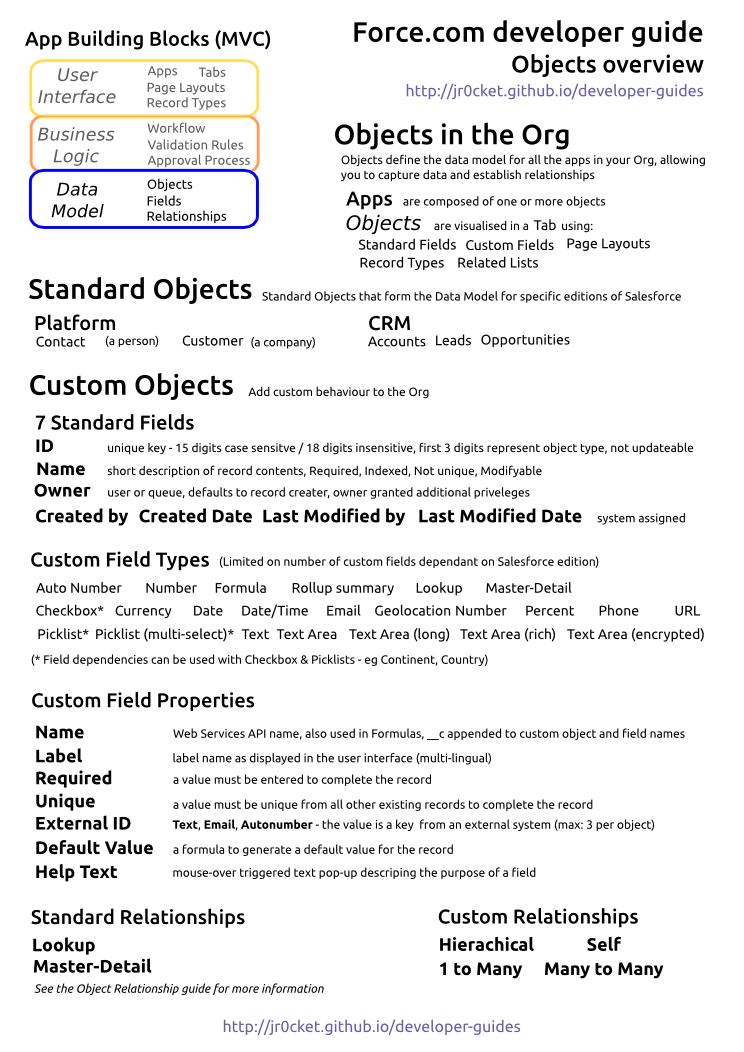 App Building Blocks (MVC)
User Interface
Apps Tabs
Page Layouts
Record Types
Business Logic
Workflow
Validation Rules
Approval Process
Data Model
Objects
Fields
Relationships
Force.com developer guide
Objects overview
http://jr0cket.github.io/developer-guides
Objects in the Org
Objects define the data model for all the apps in your Org, allowing
you to capture data and establish relationships
Apps are composed of one or more objects
Objects are visualised in a Tab using:
Standard Fields Custom Fields Page Layouts
Record Types Related Lists
Standard Objects Standard Objects that form the Data Model for specific editions of Salesforce
Platform
Contact (a person) Customer (a company)
CRM
Accounts Leads Opportunities
Custom Objects Add custom behaviour to the Org
7 Standard Fields
ID unique key - 15 digits case sensitve / 18 digits insensitive, first 3 digits represent object type, not updateable
Name short description of record contents, Required, Indexed, Not unique, Modifyable
Owner user or queue, defaults to record creater, owner granted additional priveleges
Created by Created Date Last Modified by Last Modified Date system assigned
Custom Field Types (Limited on number of custom fields dependant on Salesforce edition)
Auto Number Number Formula Rollup summary Lookup Master-Detail
Checkbox* Currency Date Date/Time Email Geolocation Number Percent Phone URL
Picklist* Picklist (multi-select)* Text Text Area Text Area (long) Text Area (rich) Text Area (encrypted)
(* Field dependencies can be used with Checkbox & Picklists - eg Continent, Country)
Custom Field Properties
Name Web Services API name, also used in Formulas, __c appended to custom object and field names
Label label name as displayed in the user interface (multi-lingual)
Required a value must be entered to complete the record
Unique a value must be unique from all other existing records to complete the record
External ID Text, Email, Autonumber - the value is a key from an external system (max: 3 per object)
Default Value a formula to generate a default value for the record
Help Text mouse-over triggered text pop-up descriping the purpose of a field
Standard Relationships
Lookup
Master-Detail
See the Object Relationship guide for more information
Custom Relationships
Hierachical Self
1 to Many Many to Many
http://jr0cket.github.io/developer-guides